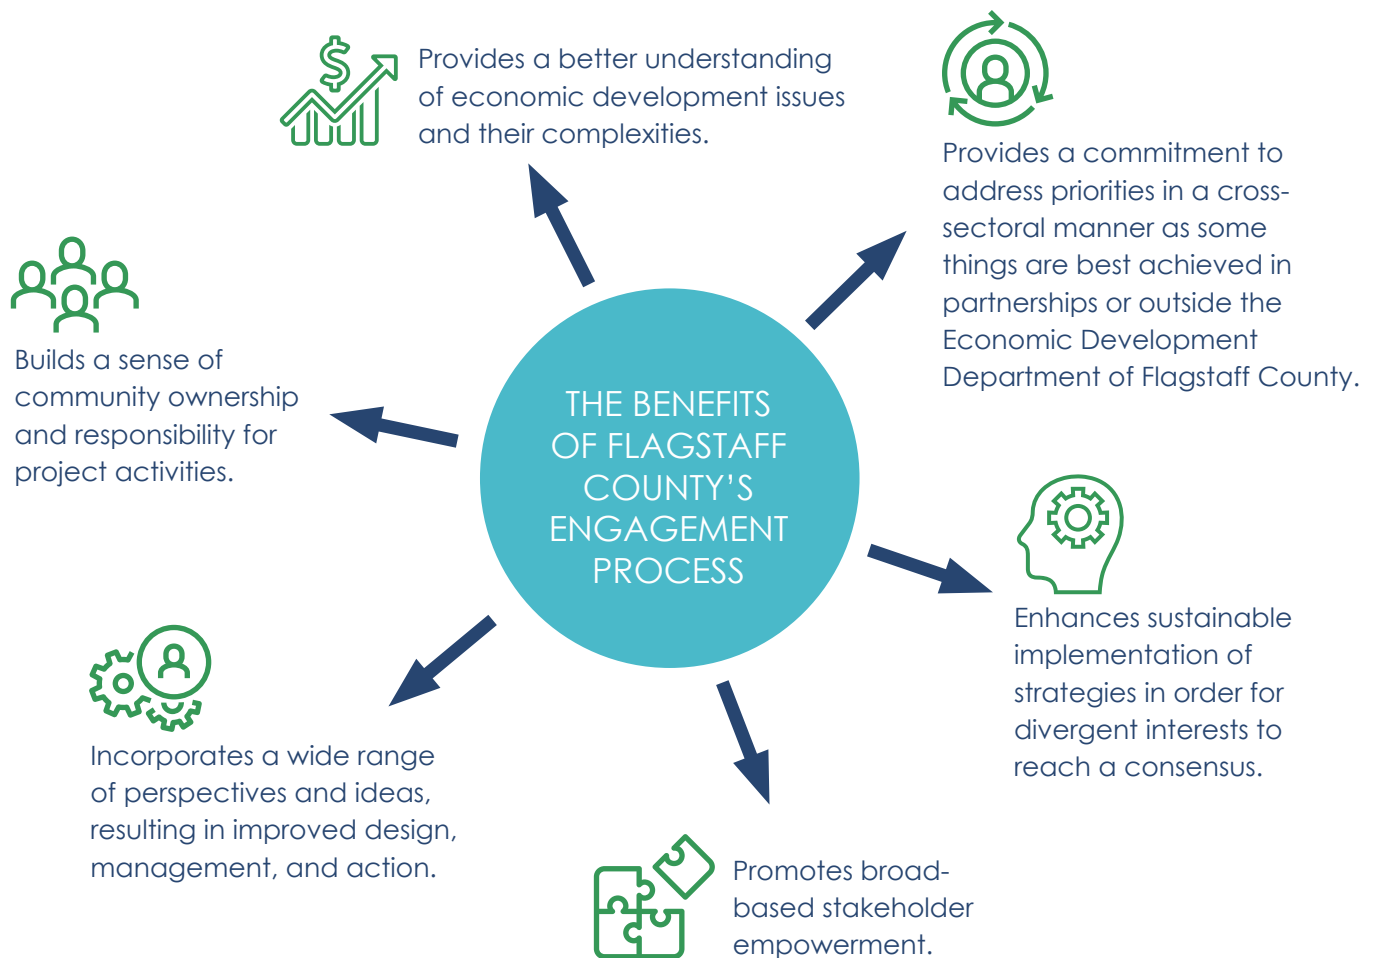 Provides a better understanding
of economic development issues
and their complexities.
Provides a commitment to
address priorities in a cross-
sectoral manner as some
things are best achieved in
partnerships or outside the
Economic Development
Department of Flagstaff County.
Builds a sense of
community ownership
and responsibility for
project activities.
THE BENEFITS
OF FLAGSTAFF
COUNTY’S
ENGAGEMENT
PROCESS
Enhances sustainable
implementation of
strategies in order for
divergent interests to
reach a consensus.
Incorporates a wide range
of perspectives and ideas,
resulting in improved design,
management, and action.
Promotes broad-
based stakeholder
empowerment.
$